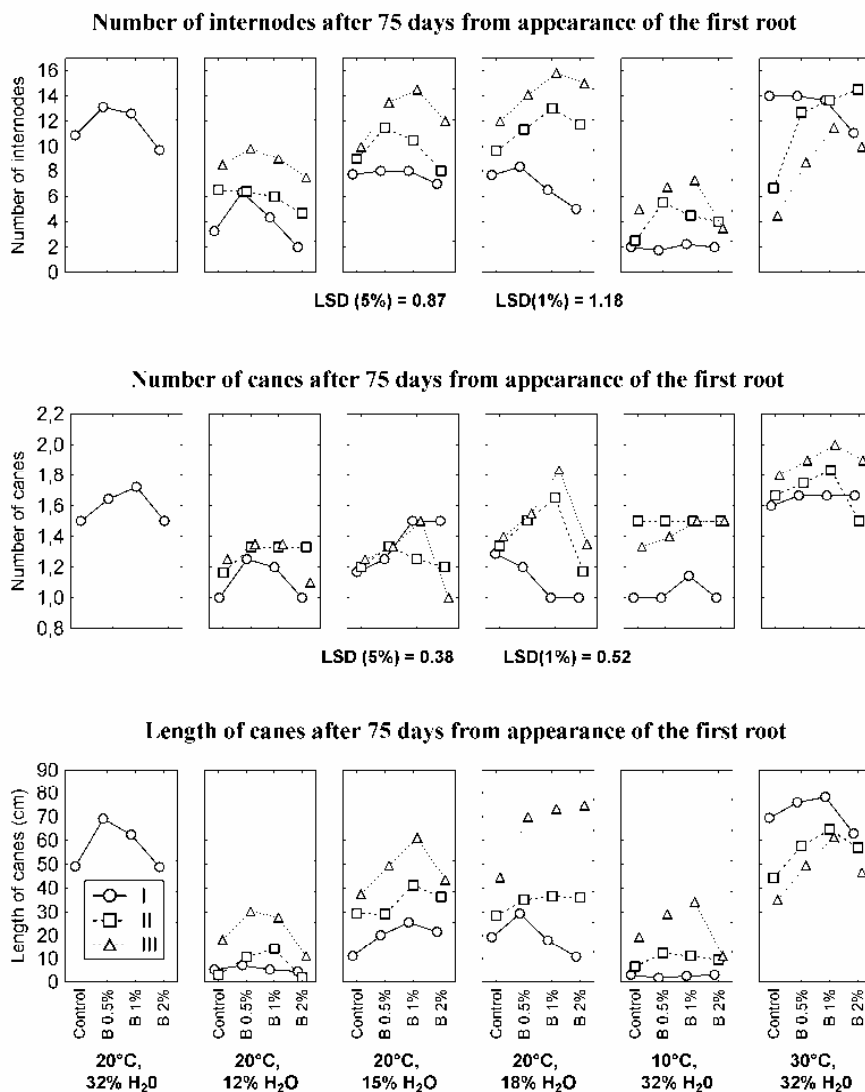 Number of internodes after 75 days from appearance of the first root
Number of internodes
16
14
12
10
8
6
4
2
0
LSD (5%) = 0.87 LSD(1%) = 1.18
Number of canes after 75 days from appearance of the first root
Number of canes
2,2
2,0
1,8
1,6
1,4
1,2
1,0
0,8
LSD (5%) = 0.38 LSD(1%) = 0.52
Length of canes after 75 days from appearance of the first root
Length of canes (cm)
90
80
70
60
50
40
30
20
10
0
I
II
III
Control B 0.5% B 1% B 2% Control B 0.5% B 1% B 2% Control B 0.5% B 1% B 2% Control B 0.5% B 1% B 2% Control B 0.5% B 1% B 2% Control B 0.5% B 1% B 2%
20°C, 20°C, 20°C, 20°C, 10°C, 30°C,
32% H₂0 12% H₂O 15% H₂O 18% H₂O 32% H₂0 32% H₂0